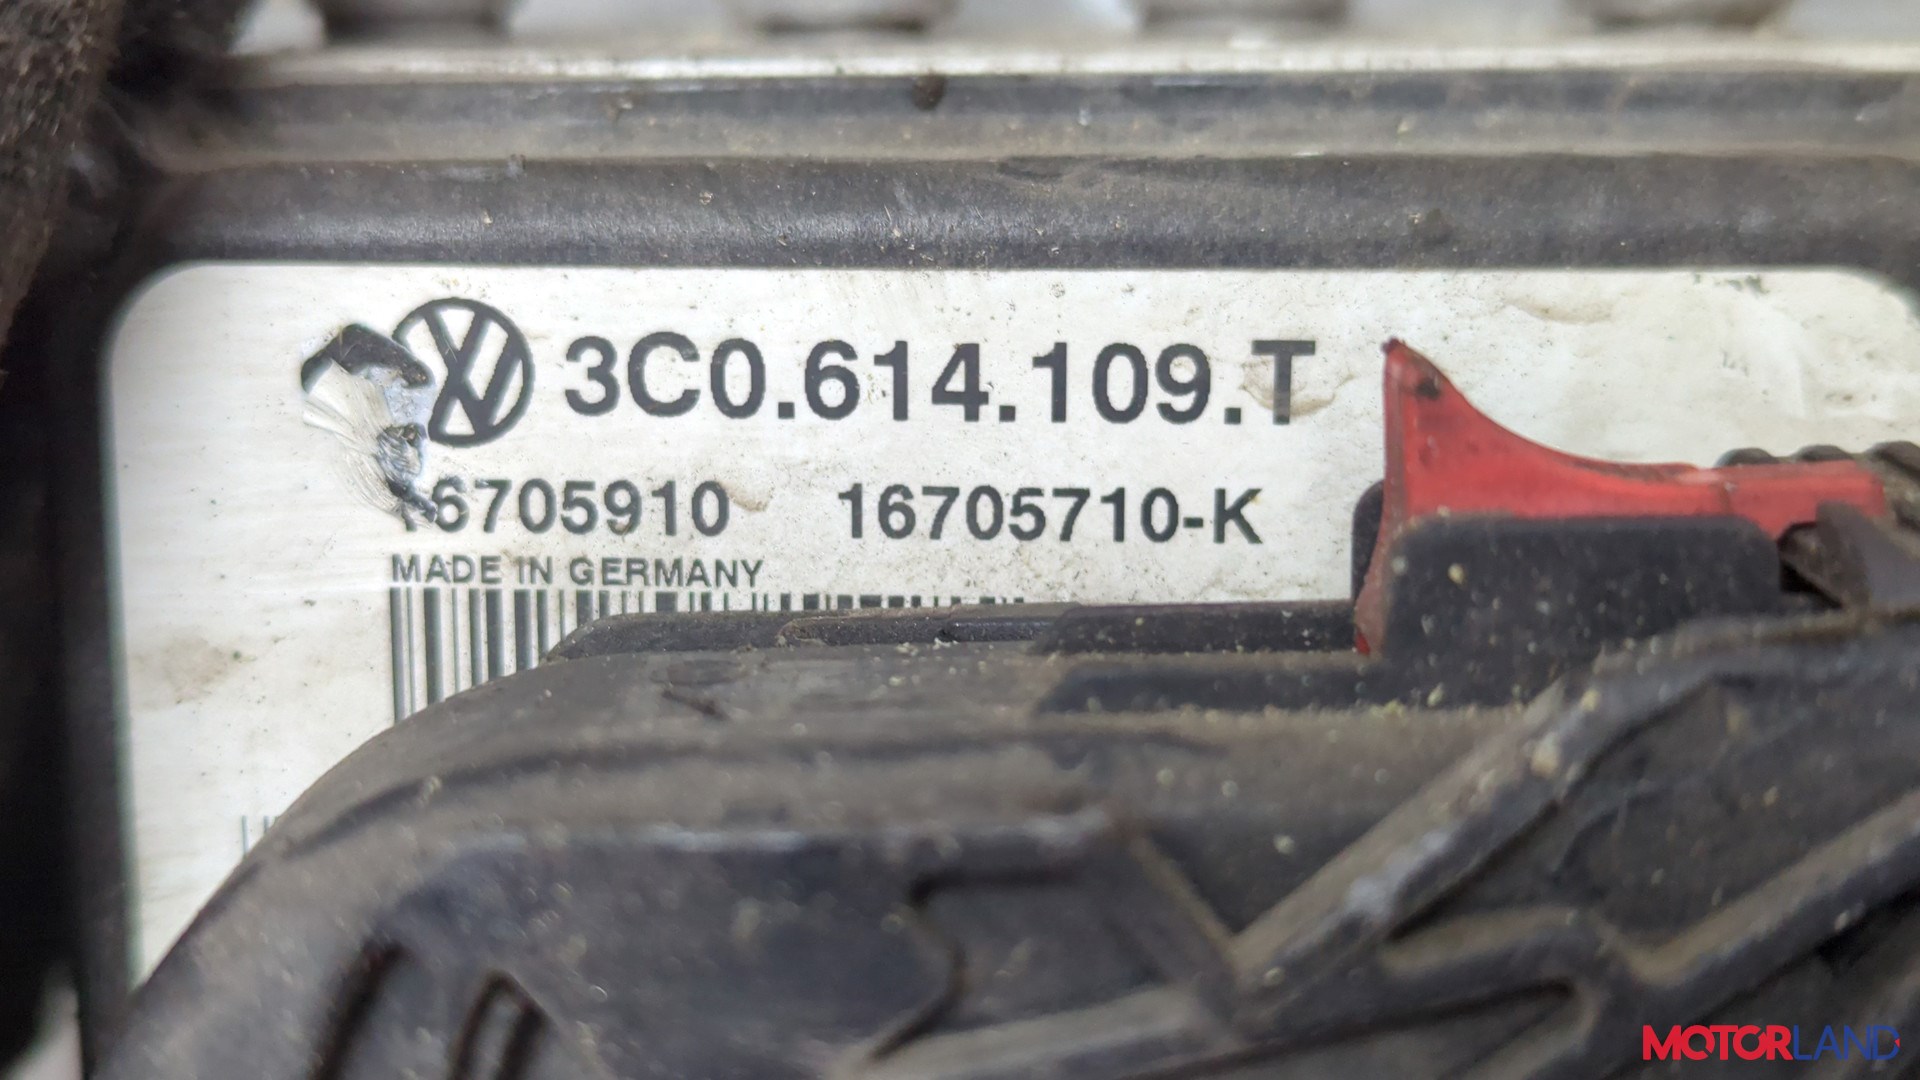 3C0.614.109.T
16705910 16705710-K
MADE IN GERMANY
MOTORLAND